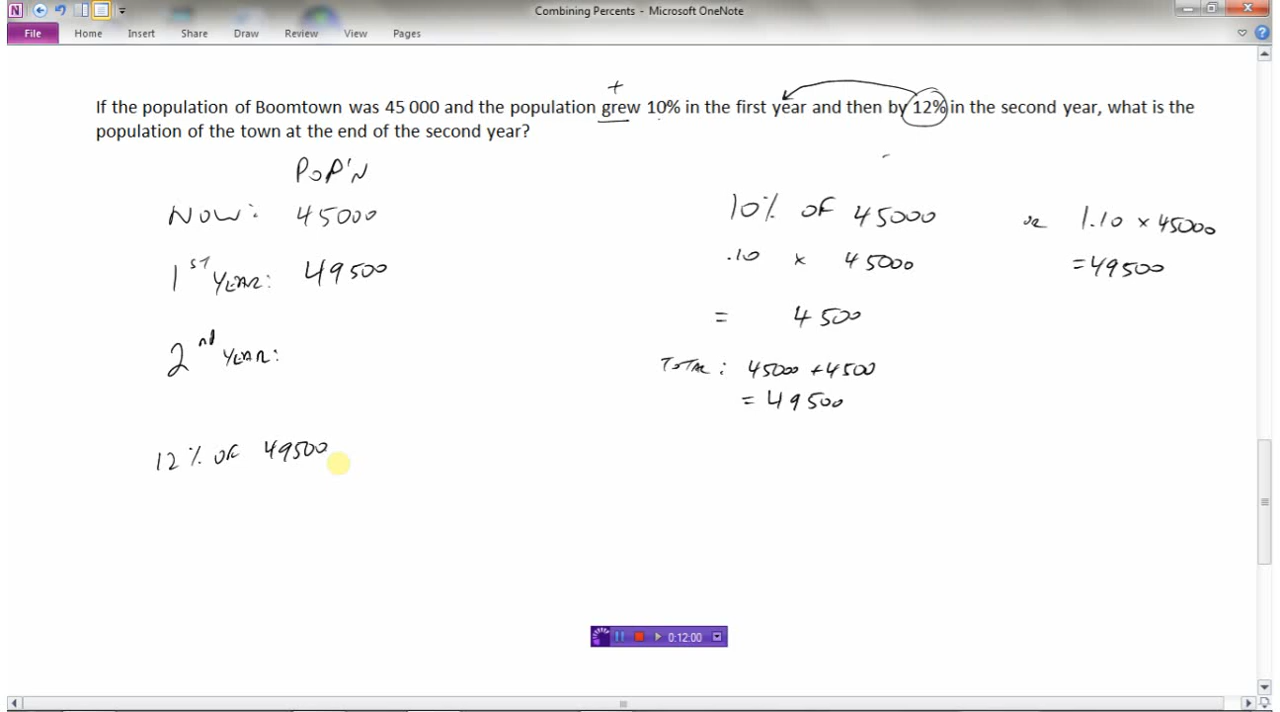 Combining Percents - Microsoft OneNote
File Home Insert Share Draw Review View Pages
+
If the population of Boomtown was 45 000 and the population grew 10% in the first year and then by 12% in the second year, what is the
population of the town at the end of the second year?
POP'N
NOW: 45000
1ST YEAR: 49500
2nd YEAR:
12% OF 49500
10% OF 45000
.10 x 45000
= 4500
TOTAL: 45000 + 4500
= 49500
or 1.10 x 45000
= 49500
0:12:00